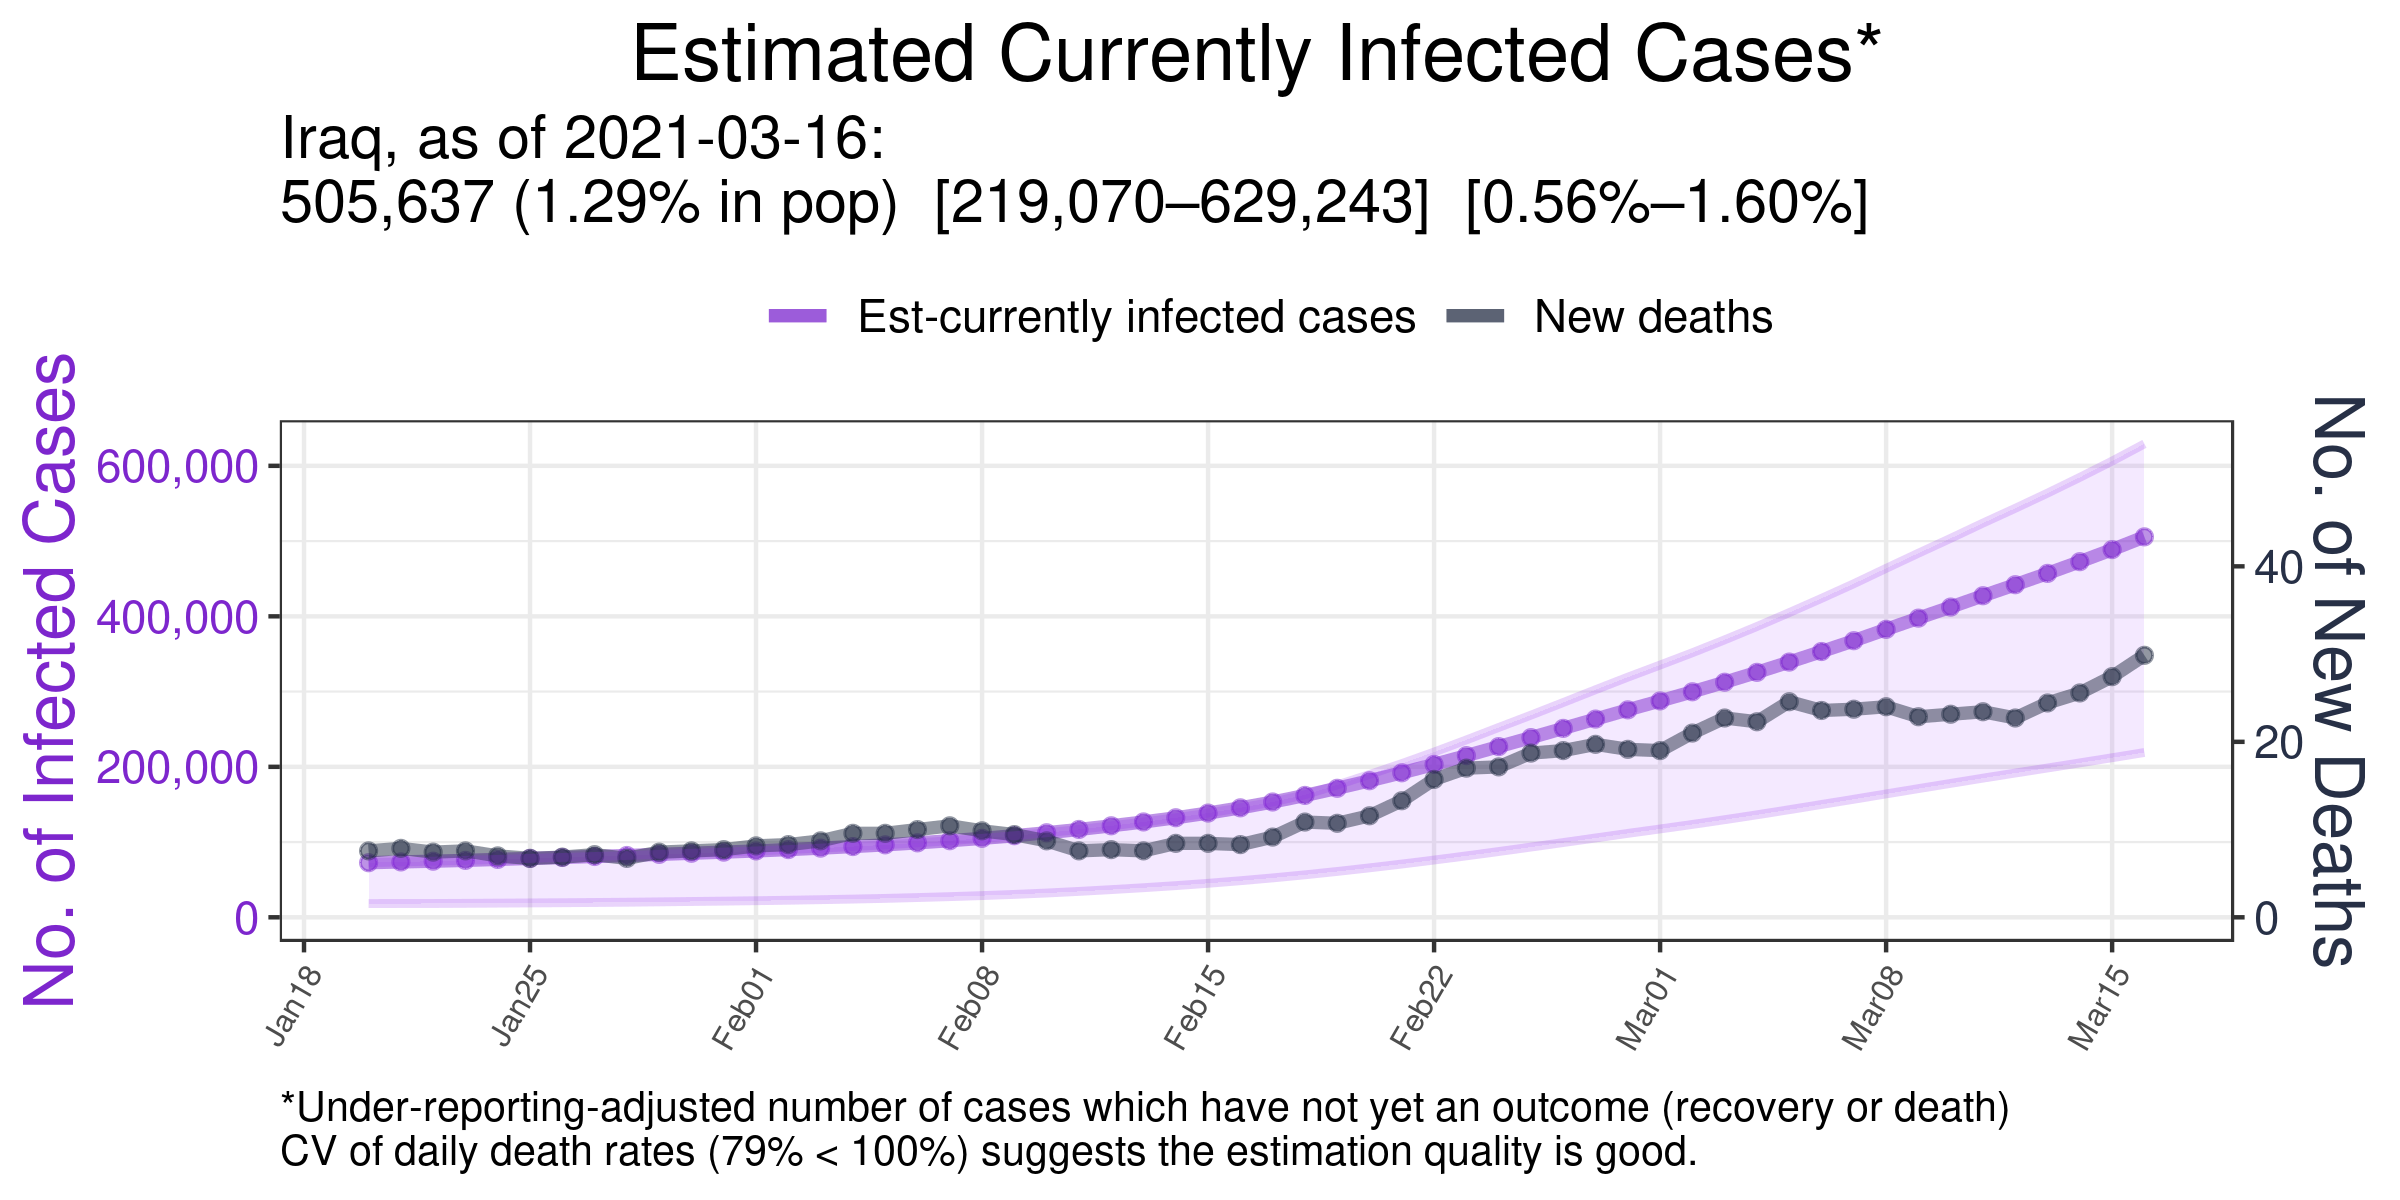 Estimated Currently Infected Cases*
Iraq, as of 2021-03-16:
505,637 (1.29% in pop)  [219,070–629,243]  [0.56%–1.60%]
Est-currently infected cases
New deaths
No. of Infected Cases
600,000
400,000
200,000
0
No. of New Deaths
40
20
0
Jan18
Jan25
Feb01
Feb08
Feb15
Feb22
Mar01
Mar08
Mar15
*Under-reporting-adjusted number of cases which have not yet an outcome (recovery or death)
CV of daily death rates (79% < 100%) suggests the estimation quality is good.